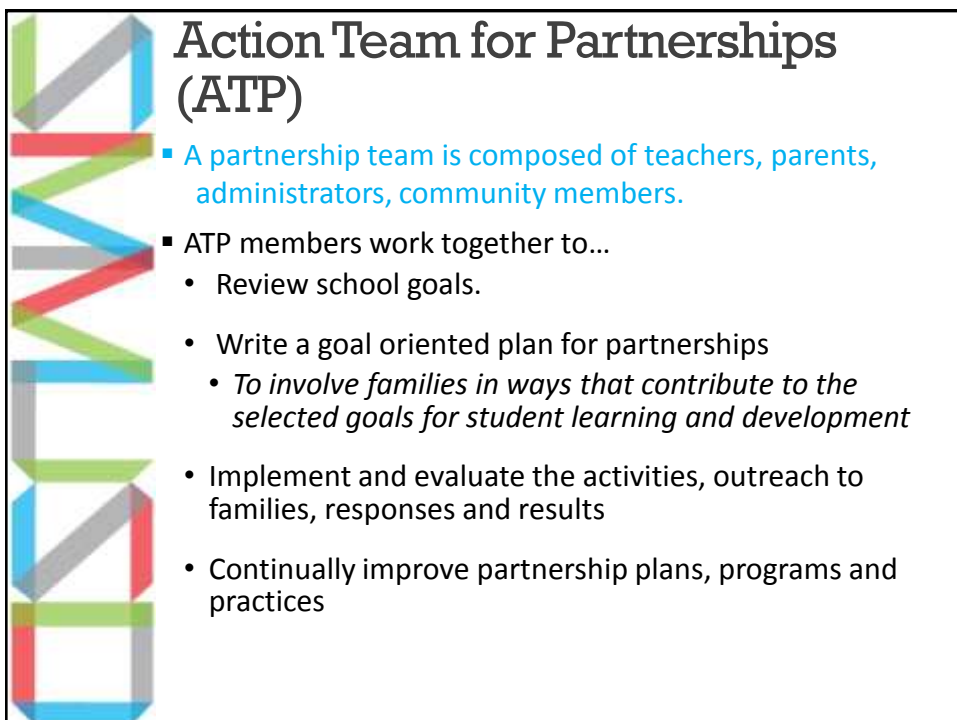 Action Team for Partnerships
(ATP)
▪ A partnership team is composed of teachers, parents,
administrators, community members.
▪ ATP members work together to…
• Review school goals.
• Write a goal oriented plan for partnerships
• To involve families in ways that contribute to the
selected goals for student learning and development
• Implement and evaluate the activities, outreach to
families, responses and results
• Continually improve partnership plans, programs and
practices